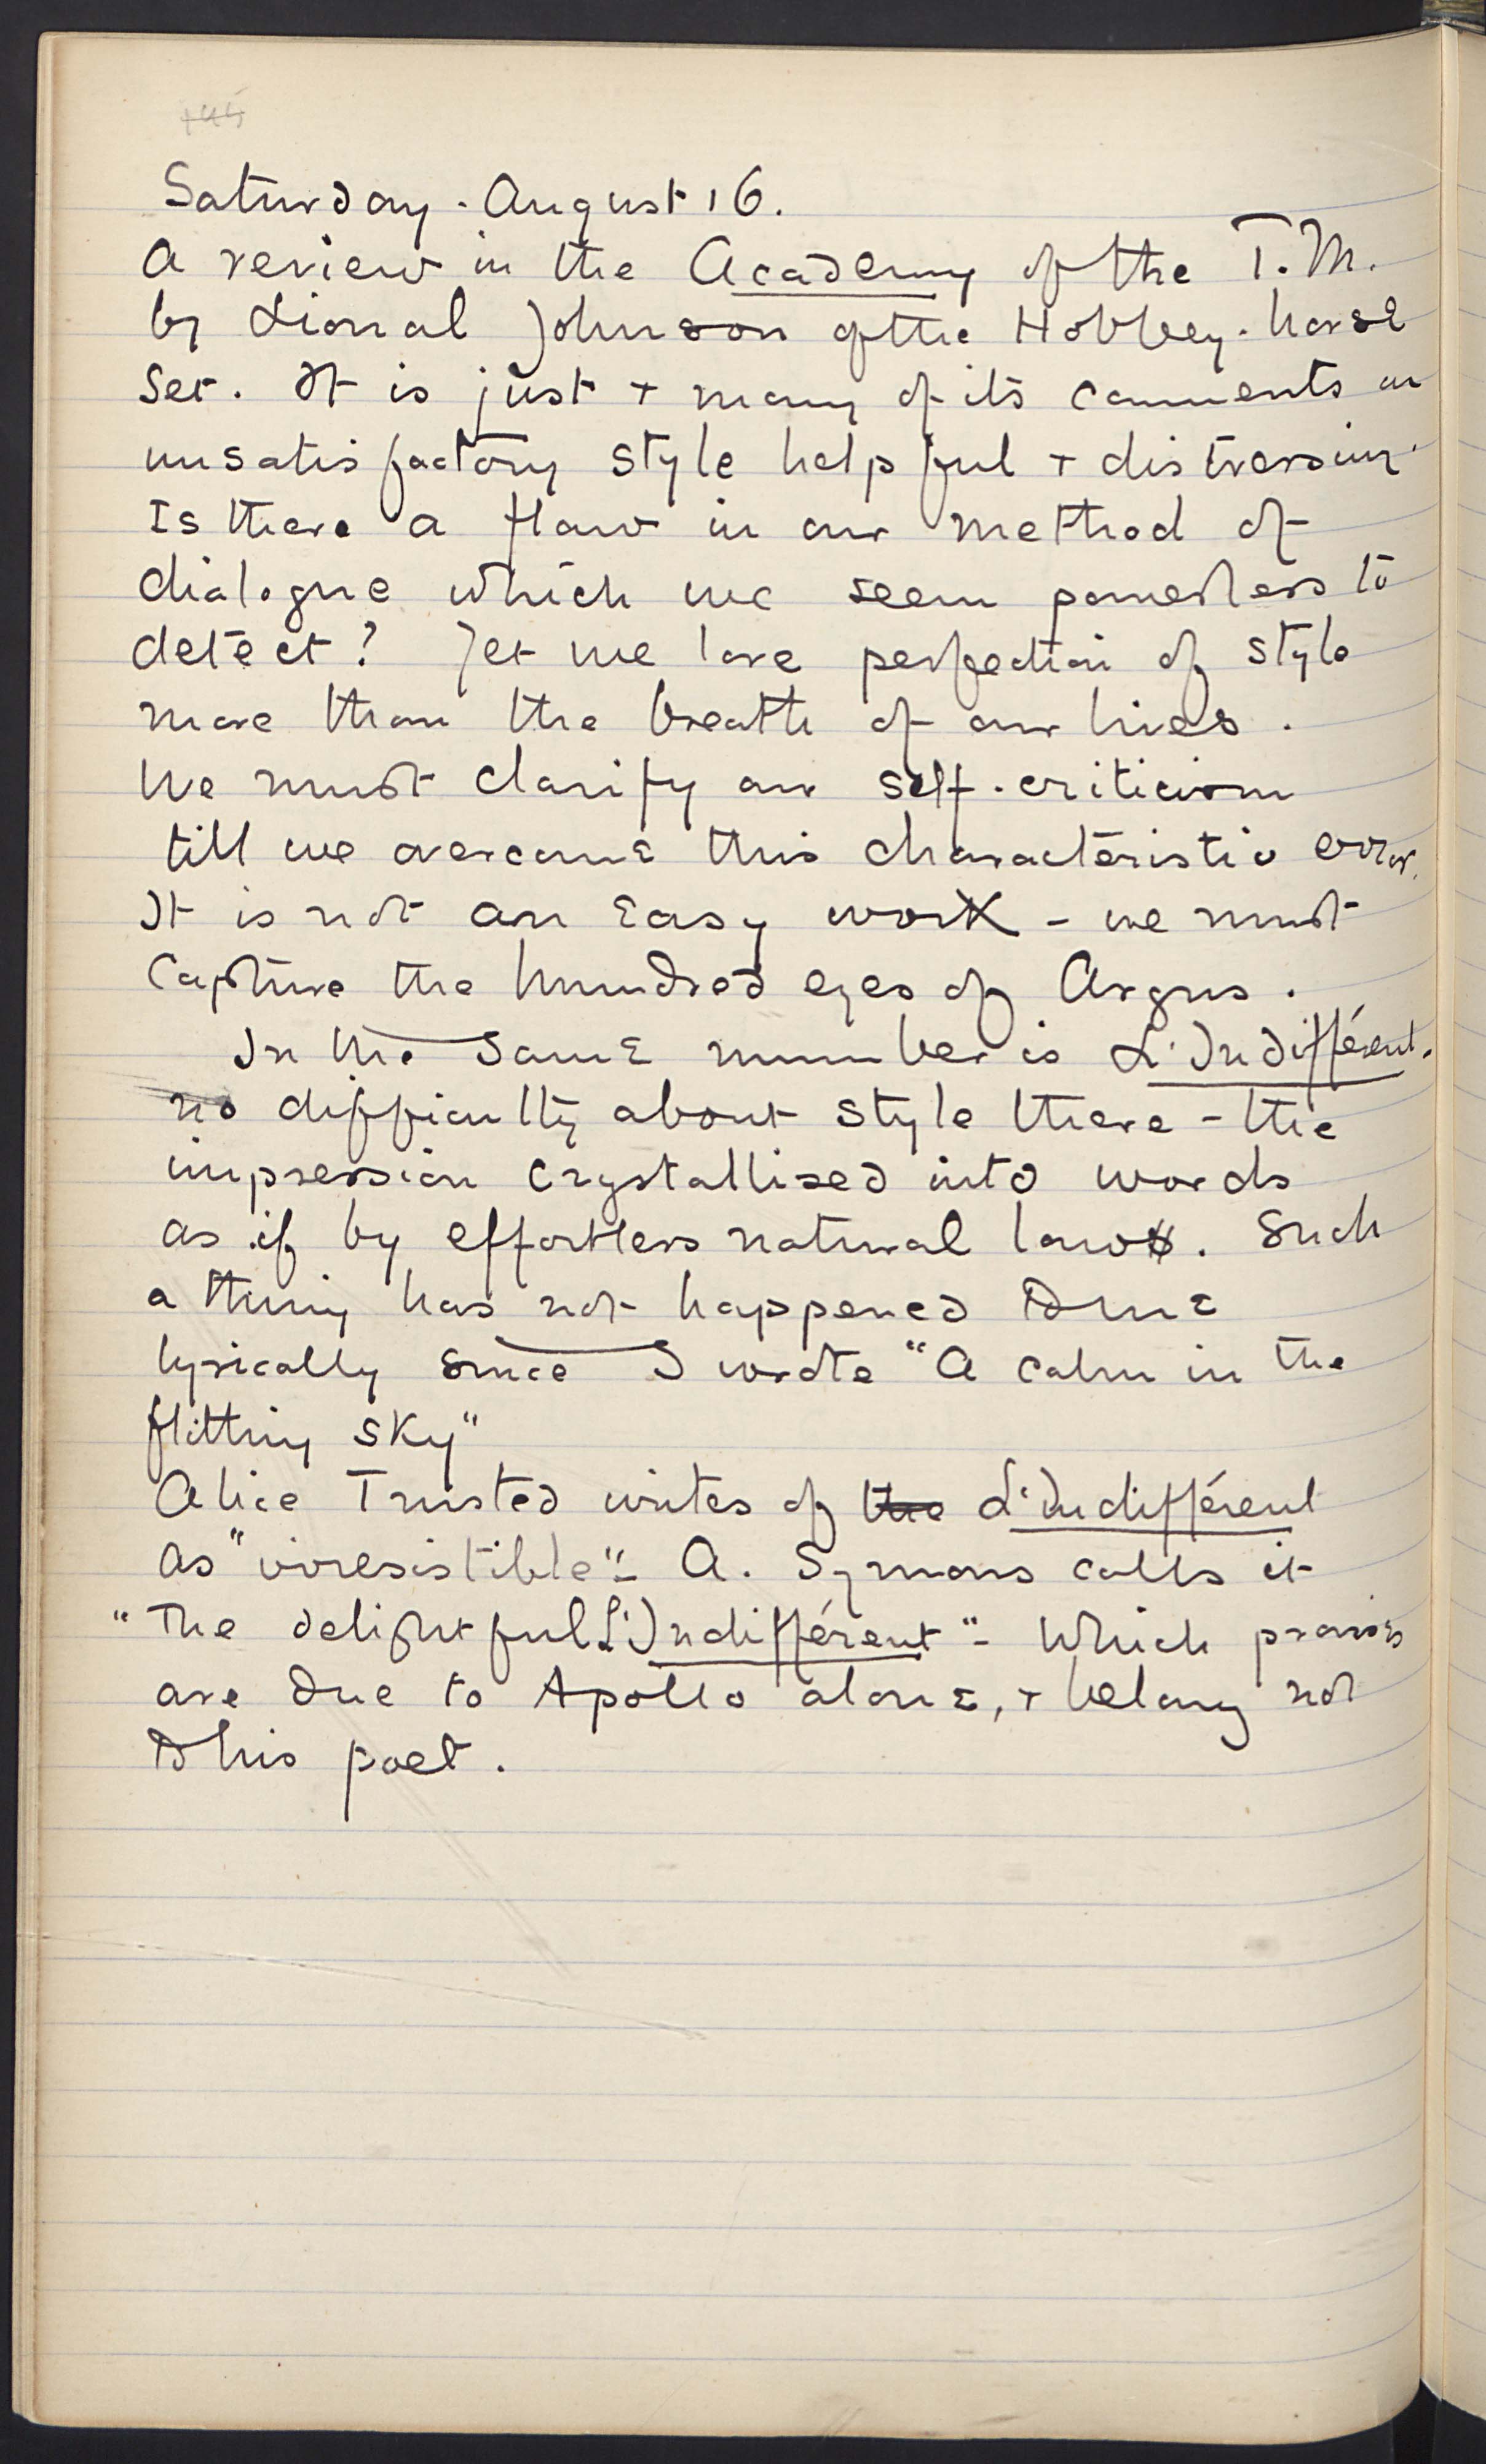 Saturday. August 16.
A review in the Academy of the T. M.
by Lional Johnson of the Hobbey-horse
Set. It is just + many of its comments on
unsatisfactory style helpful + distressing.
Is there a flaw in our method of
dialogue which we seem powerless to
detect? Yet we love perfection of style
more than the breath of our lives.
We must clarify our self-criticism
till we overcome this characteristic error.
It is not an easy work - we must
capture the hundred eyes of Argus.
In the same number is L'Indifférent.
no difficulty about style there - the
impression crystallised into words
as if by effortless natural laws. Such
a thing has not happened to me
lyrically since I wrote "A calm in the
flitting sky"
Alice Trusted writes of the L'Indifférent
as "irresistible" - A. Symons calls it
"The delightful L'Indifférent" - Which praises
are due to Apollo alone, + belong not
to his poet.